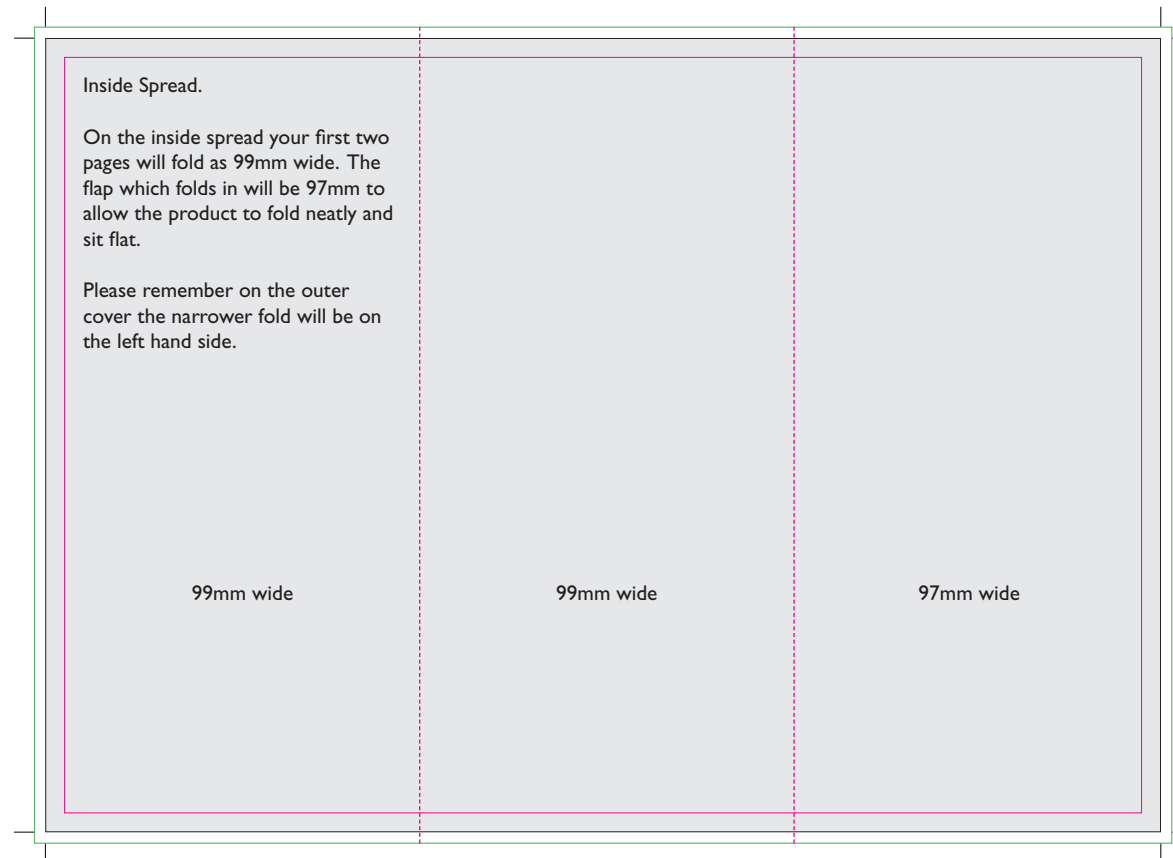 Inside Spread.
On the inside spread your first two
pages will fold as 99mm wide. The
flap which folds in will be 97mm to
allow the product to fold neatly and
sit flat.
Please remember on the outer
cover the narrower fold will be on
the left hand side.
99mm wide
99mm wide
97mm wide